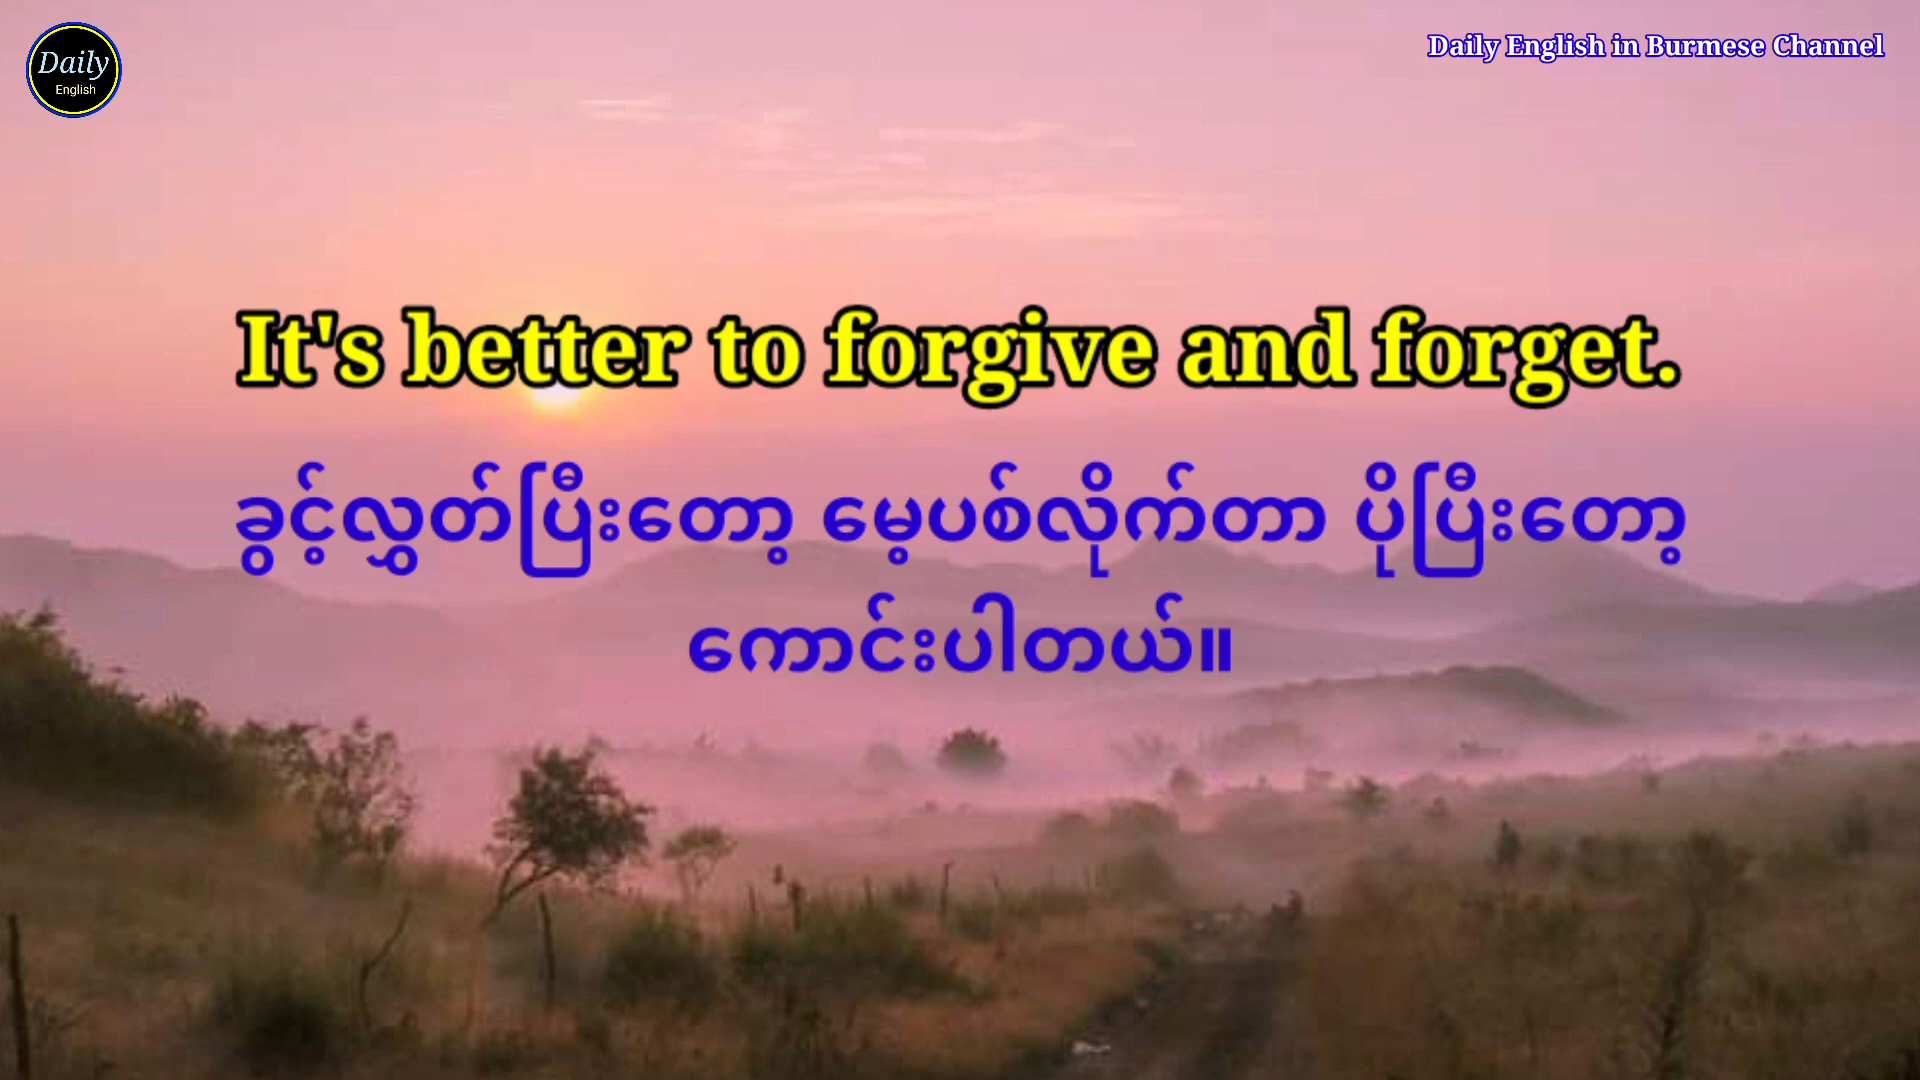 Daily
English
Daily English in Burmese Channel
It's better to forgive and forget.
ခွင့်လွှတ်ပြီးတော့ မေ့ပစ်လိုက်တာ ပိုပြီးတော့
ကောင်းပါတယ်။